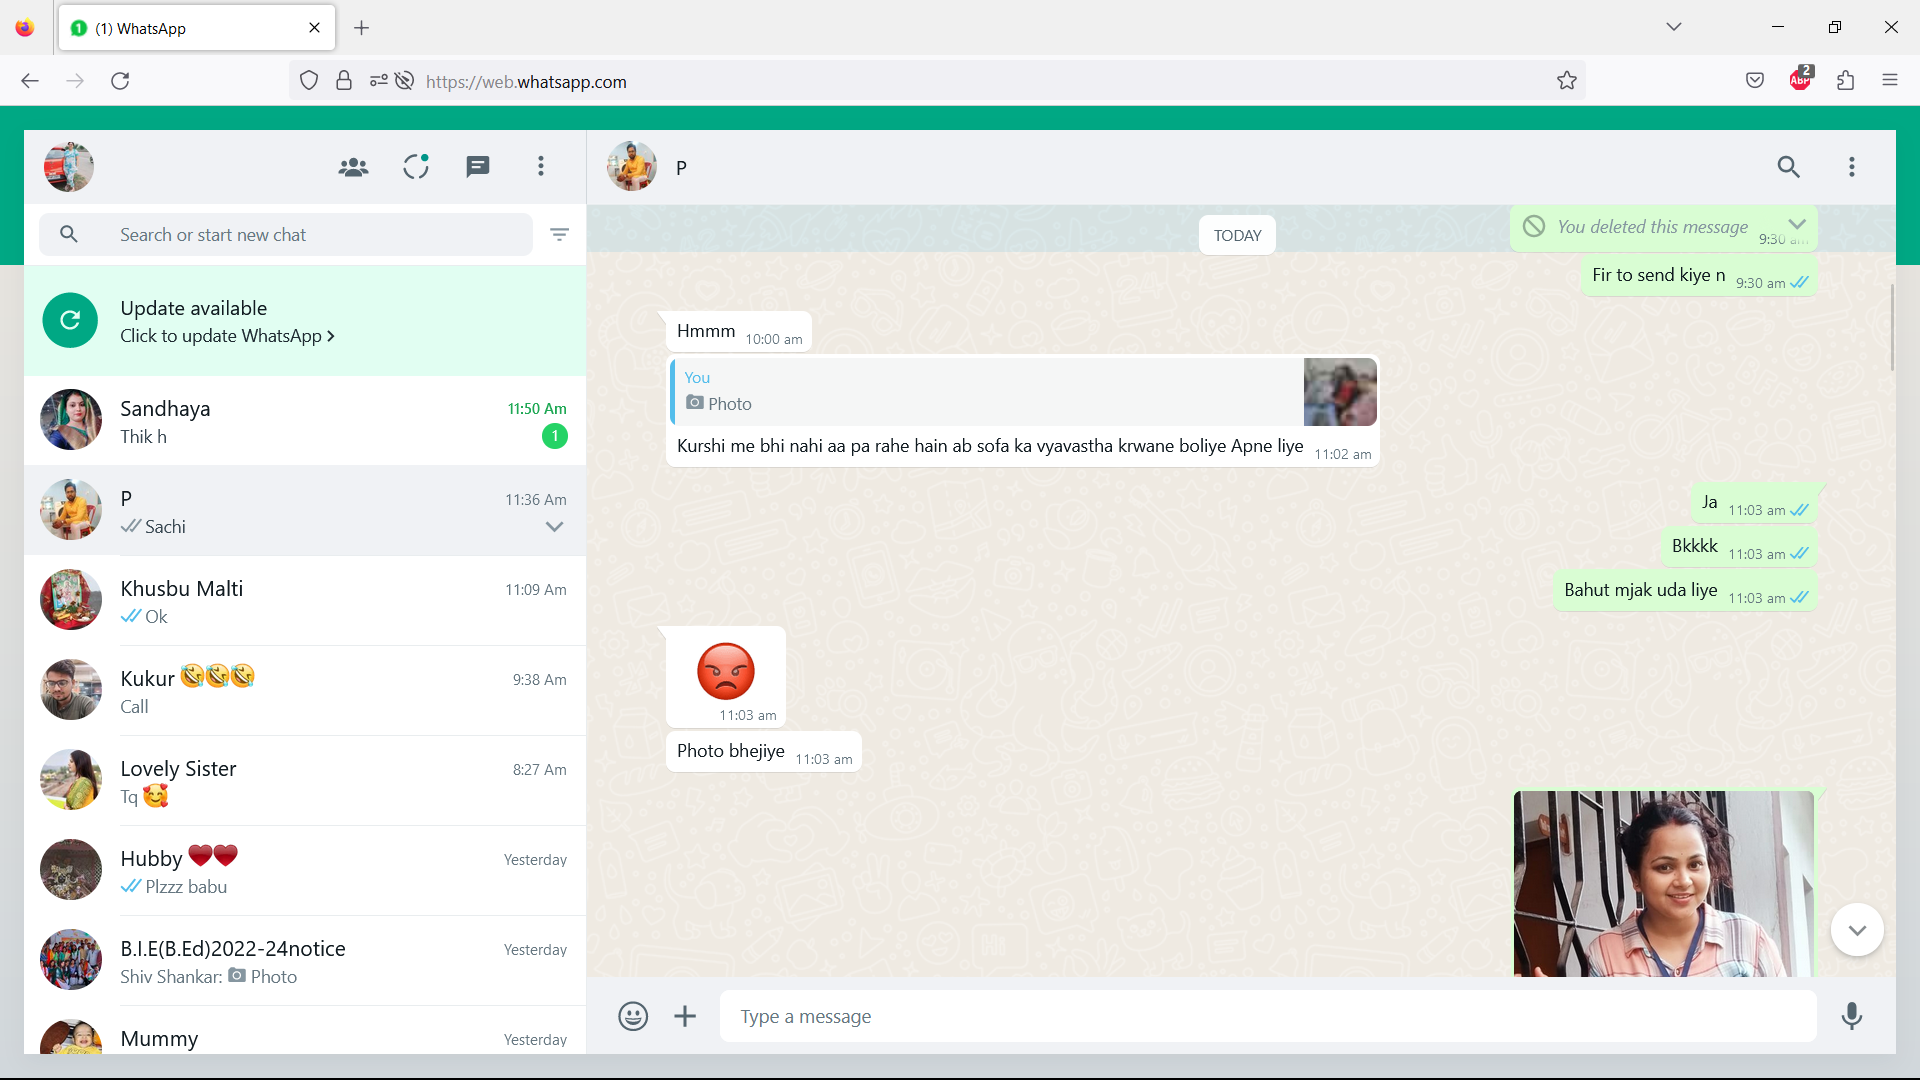 (1) WhatsApp
https://web.whatsapp.com
ABP
2
P
Search or start new chat
Update available
Click to update WhatsApp
Sandhaya
11:50 Am
Thik h
1
P
11:36 Am
Sachi
Khusbu Malti
11:09 Am
Ok
Kukur 🤣🤣🤣
9:38 Am
Call
Lovely Sister
8:27 Am
Tq 🥰
Hubby ♥️♥️
Yesterday
Plzzz babu
B.I.E(B.Ed)2022-24notice
Yesterday
Shiv Shankar: Photo
Mummy
Yesterday
TODAY
You deleted this message
9:30 am
Fir to send kiye n 9:30 am
Hmmm 10:00 am
You
Photo
Kurshi me bhi nahi aa pa rahe hain ab sofa ka vyavastha krwane boliye Apne liye 11:02 am
Ja 11:03 am
Bkkkk 11:03 am
Bahut mjak uda liye 11:03 am
😡
11:03 am
Photo bhejiye 11:03 am
Type a message